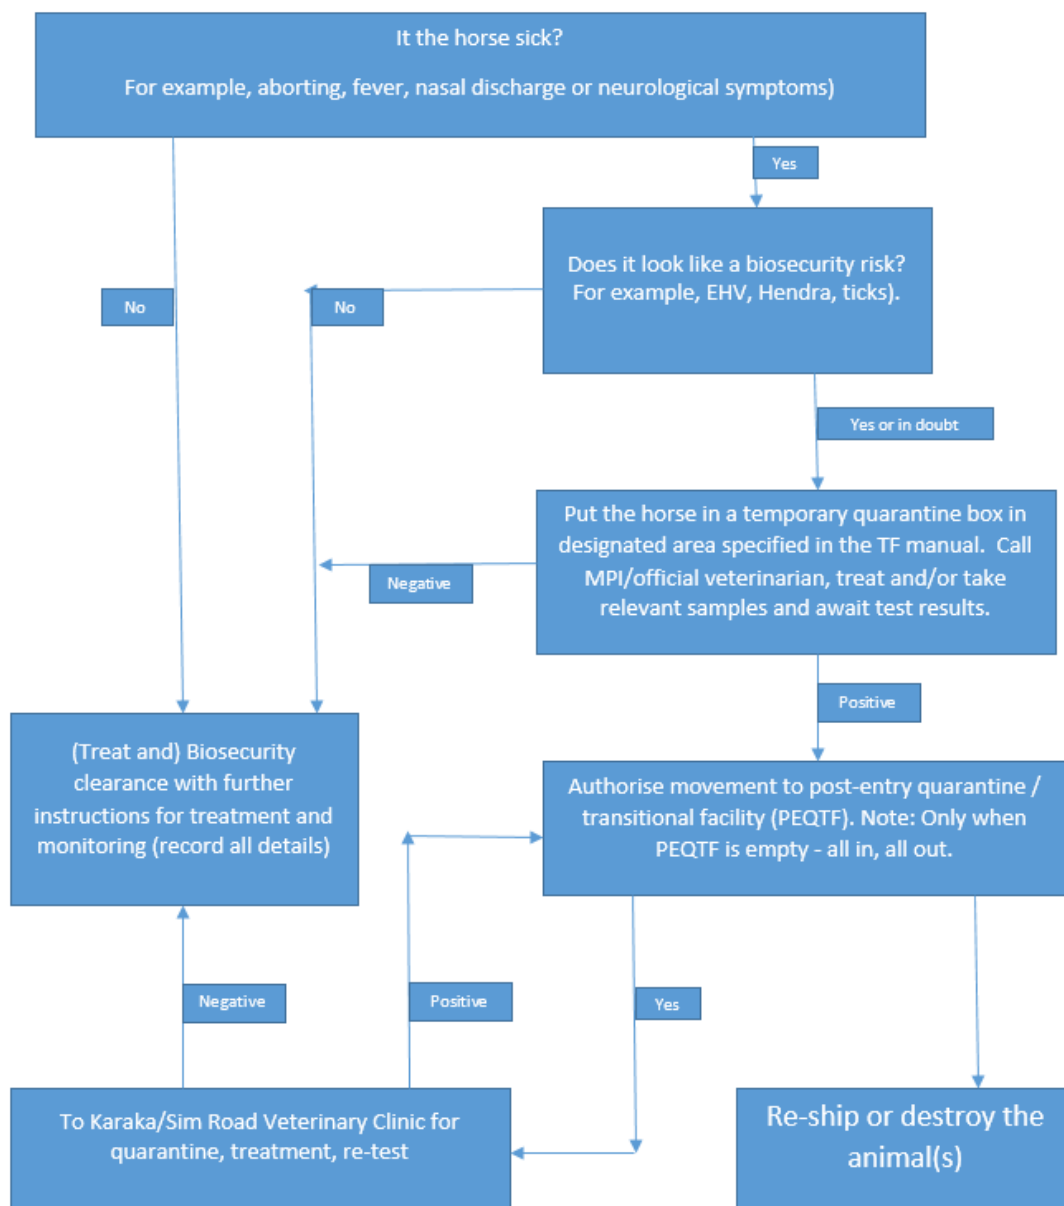 It the horse sick?
For example, aborting, fever, nasal discharge or neurological symptoms)
Yes
Does it look like a biosecurity risk?
For example, EHV, Hendra, ticks).
No
No
Yes or in doubt
Put the horse in a temporary quarantine box in
designated area specified in the TF manual.  Call
MPI/official veterinarian, treat and/or take
relevant samples and await test results.
Negative
Positive
(Treat and) Biosecurity
clearance with further
instructions for treatment and
monitoring (record all details)
Authorise movement to post-entry quarantine /
transitional facility (PEQTF). Note: Only when
PEQTF is empty - all in, all out.
Negative
Positive
Yes
To Karaka/Sim Road Veterinary Clinic for
quarantine, treatment, re-test
Re-ship or destroy the
animal(s)